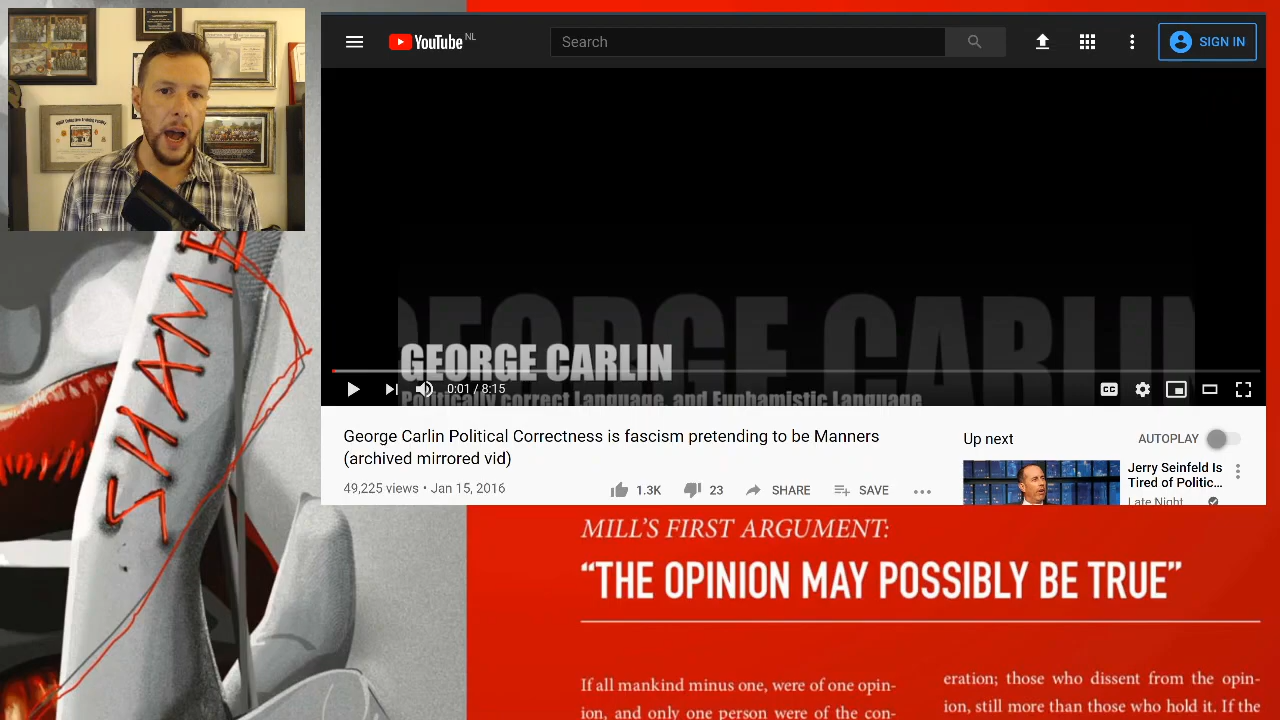 YouTube NL
Search
SIGN IN
GEORGE CARLIN
GEORGE CARLIN
Politically Correct Language, and Euphamistic Language
0:01 / 8:15
CC
George Carlin Political Correctness is fascism pretending to be Manners
(archived mirrored vid)
49,225 views • Jan 15, 2016
1.3K
23
SHARE
SAVE
Up next
AUTOPLAY
Jerry Seinfeld Is
Tired of Politic...
Late Night
SHAME
MILL'S FIRST ARGUMENT:
“THE OPINION MAY POSSIBLY BE TRUE”
If all mankind minus one, were of one opin-
ion, and only one person were of the con-
eration; those who dissent from the opin-
ion, still more than those who hold it. If the